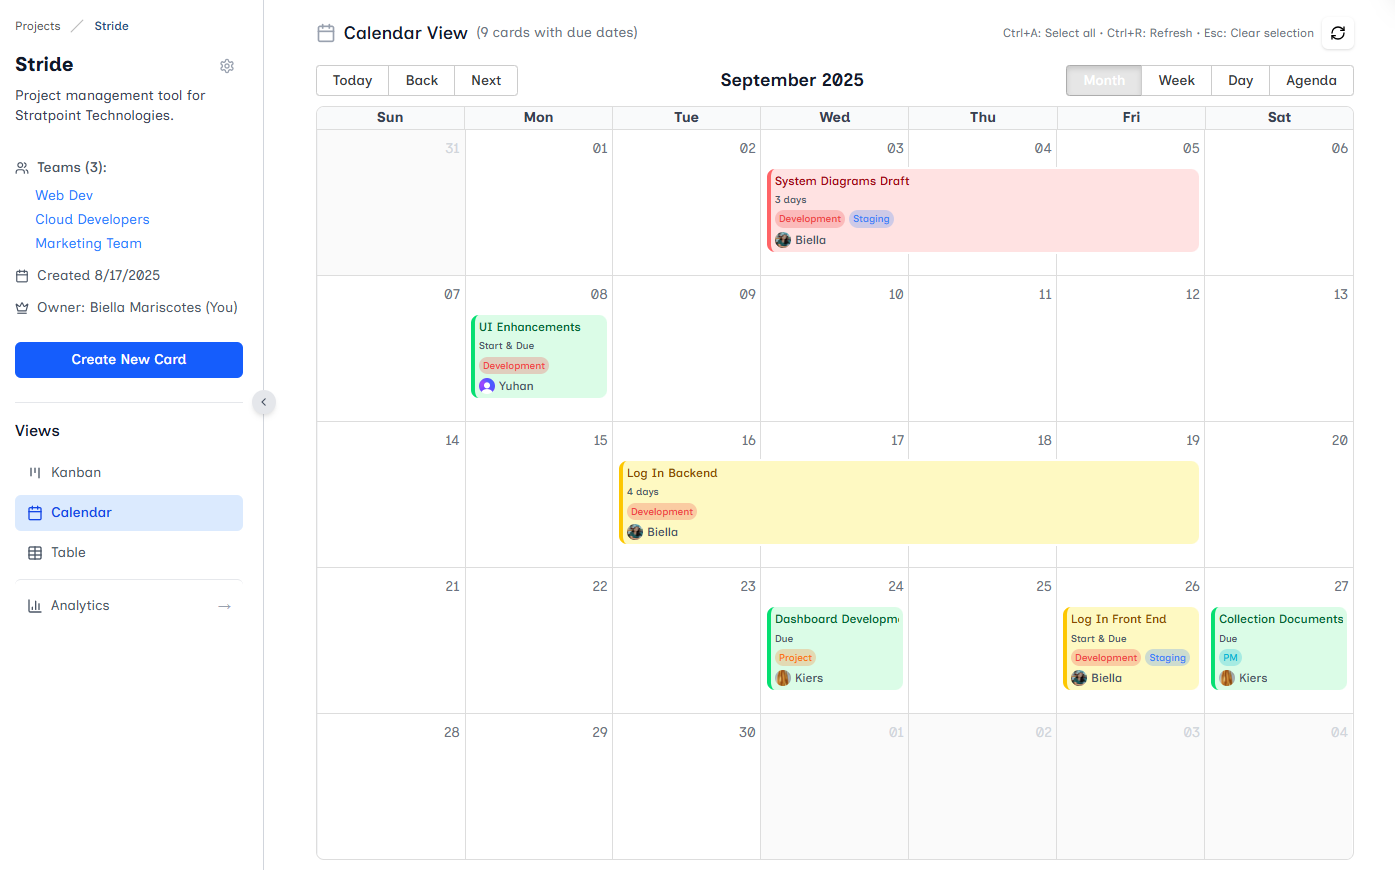 Projects / Stride
Stride
Project management tool for
Stratpoint Technologies.
Teams (3):
Web Dev
Cloud Developers
Marketing Team
Created 8/17/2025
Owner: Biella Mariscotes (You)
Create New Card
Views
Kanban
Calendar
Table
Analytics →
Calendar View (9 cards with due dates)
Ctrl+A: Select all • Ctrl+R: Refresh • Esc: Clear selection
Today Back Next
September 2025
Month Week Day Agenda
Sun Mon Tue Wed Thu Fri Sat
31 01 02 03 04 05 06
System Diagrams Draft
3 days
Development Staging
Biella
07 08 09 10 11 12 13
UI Enhancements
Start & Due
Development
Yuhan
14 15 16 17 18 19 20
Log In Backend
4 days
Development
Biella
21 22 23 24 25 26 27
Dashboard Developm
Due
Project
Kiers
Log In Front End
Start & Due
Development Staging
Biella
Collection Documents
Due
PM
Kiers
28 29 30 01 02 03 04